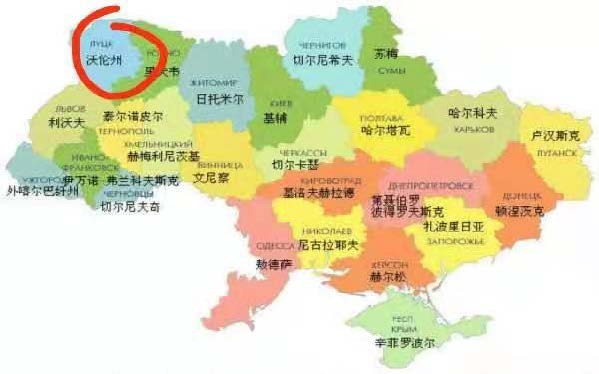 ЛУЦК
沃伦州
РОВНО
里夫韦
ЖИТОМИР
日托米尔
КИЕВ
基辅
ЧЕРНИГОВ
切尔尼希夫
苏梅
СУМЫ
ЛЬВОВ
利沃夫
泰尔诺皮尔
ТЕРНОПОЛЬ
ХМЕЛЬНИЦКИЙ
赫梅利尼茨基
ВИННИЦА
文尼察
ЧЕРКАССЫ
切尔卡瑟
ПОЛТАВА
哈尔塔瓦
哈尔科夫
ХАРЬКОВ
卢汉斯克
ЛУГАНСК
ИВАНО-
ФРАНКОВСК
伊万诺
弗兰科夫斯克
УЖГОРОД
外喀尔巴阡州
ЧЕРНОВЦЫ
切尔尼夫奇
КИРОВОГРАД
基洛夫赫拉德
ДНЕПРОПЕТРОВСК
第聂伯罗
彼得罗夫斯克
ДОНЕЦК
顿涅茨克
扎波里日亚
ЗАПОРОЖЬЕ
НИКОЛАЕВ
尼古拉耶夫
ОДЕССА
敖德萨
ХЕРСОН
赫尔松
РЕСП
КРЫМ
辛菲罗波尔